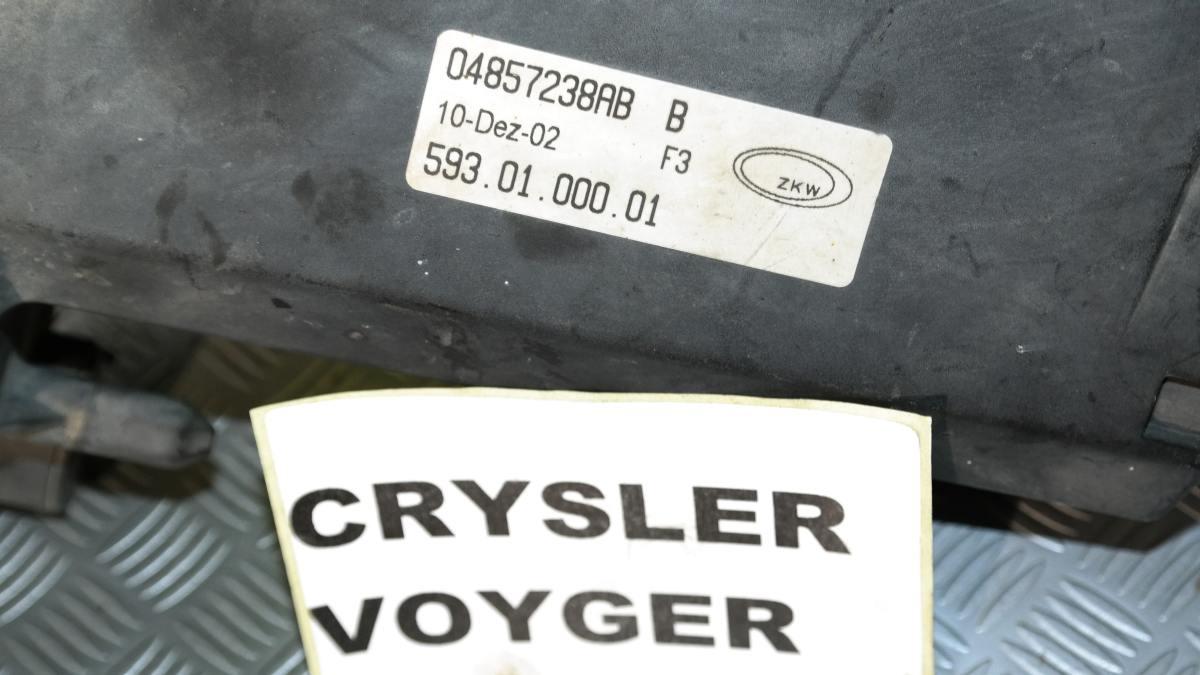 04857238AB B
10-Dez-02 F3
593.01.000.01
ZKW
CRYSLER
VOYGER